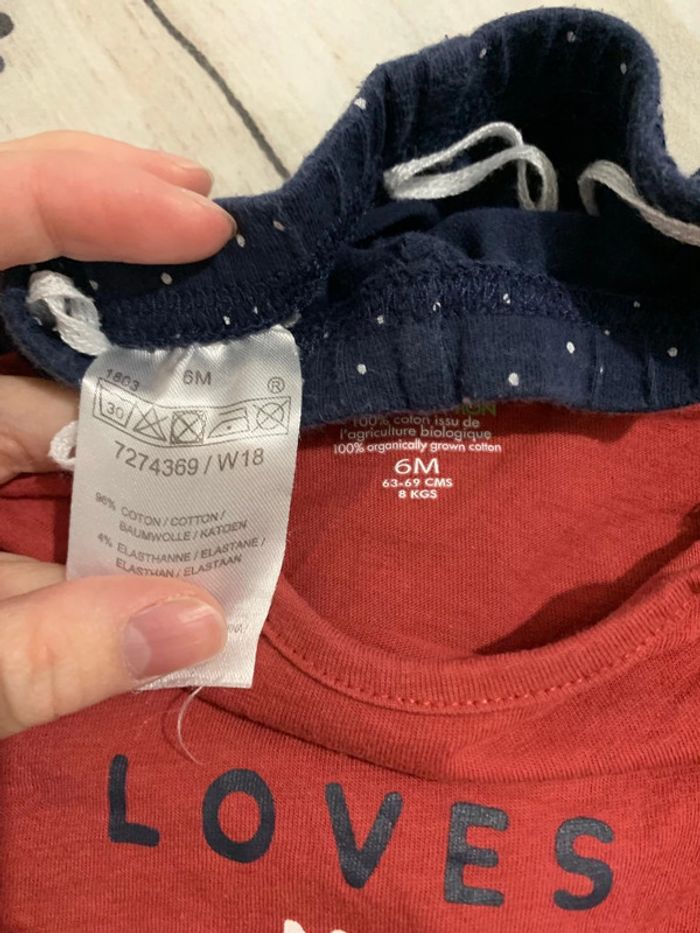 1803 6M ®
30
7274369 / W18
96% COTON / COTTON /
BAUMWOLLE / KATOEN
4% ELASTHANNE / ELASTANE /
ELASTHAN / ELASTAAN
100% coton issu de
l'agriculture biologique
100% organically grown cotton
6M
63-69 CMS
8 KGS
LOVES